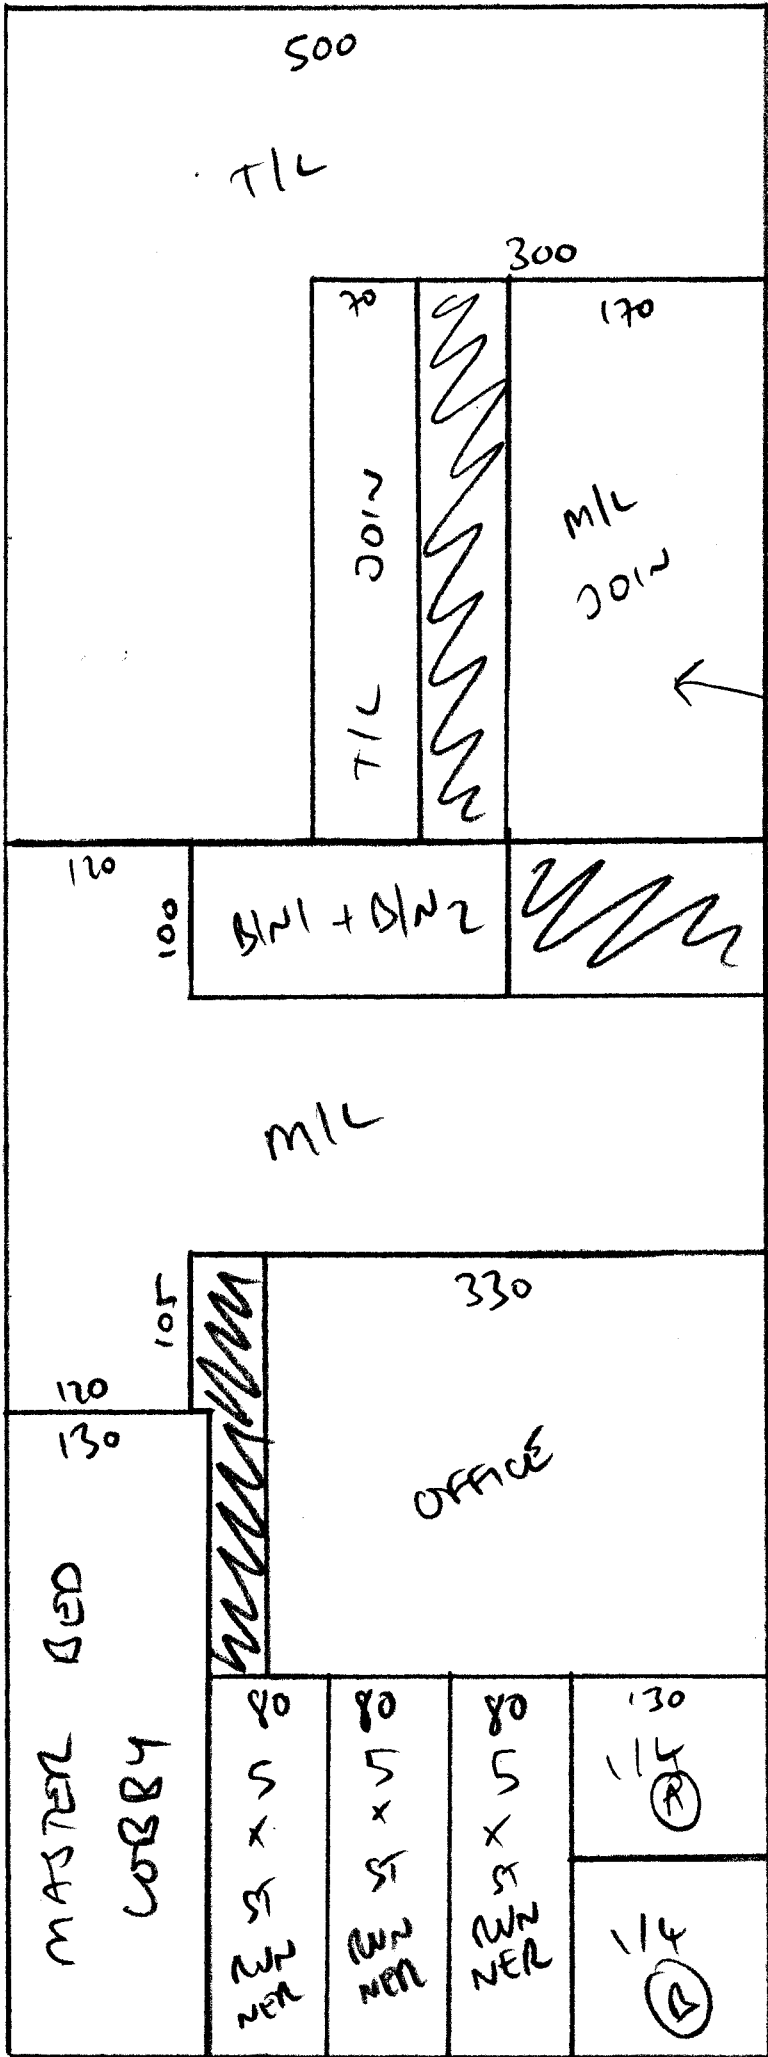 500
T/L
300
70
170
T/L JOIN
M/L
JOIN
120
100
B/N1 + B/N2
M/L
105
330
120
130
OFFICE
MASTER BED
LOBBY
80
5 x ST
RUN
NER
80
5 x ST
RUN
NER
80
5 x ST
RUN
NER
130
1/4
1/4